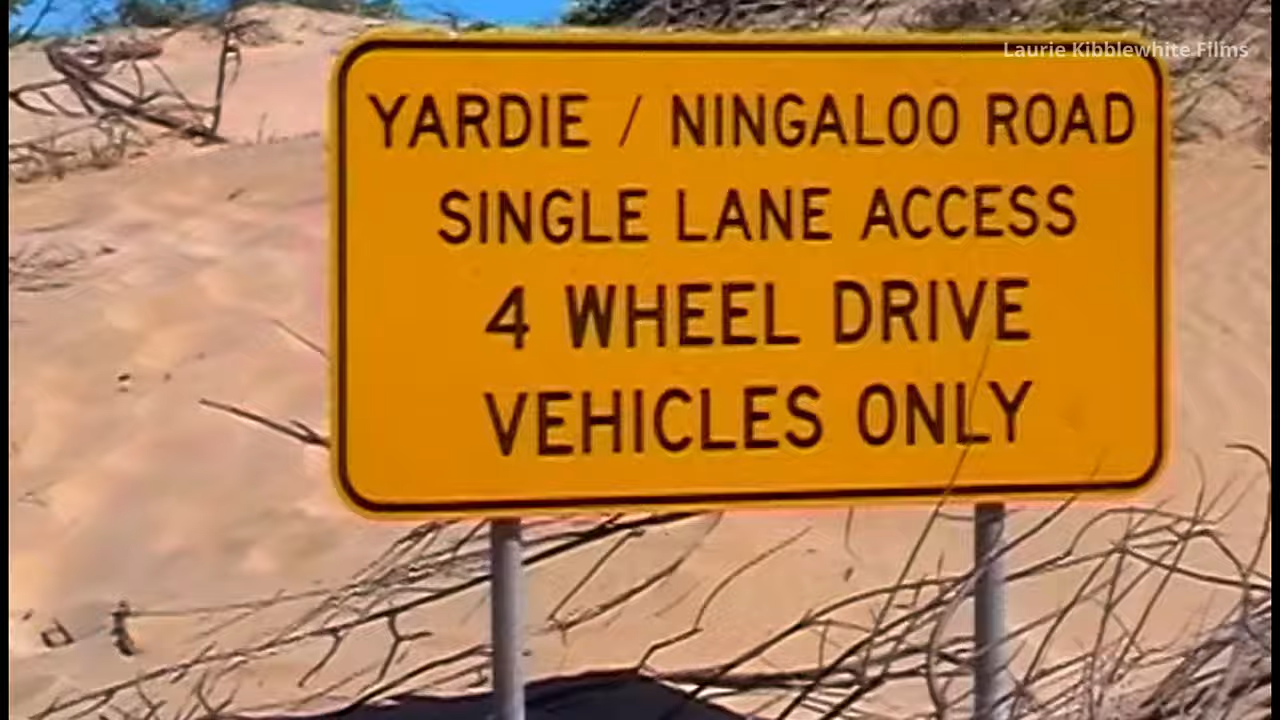 Laurie Kibblewhite Films
YARDIE / NINGALOO ROAD
SINGLE LANE ACCESS
4 WHEEL DRIVE
VEHICLES ONLY